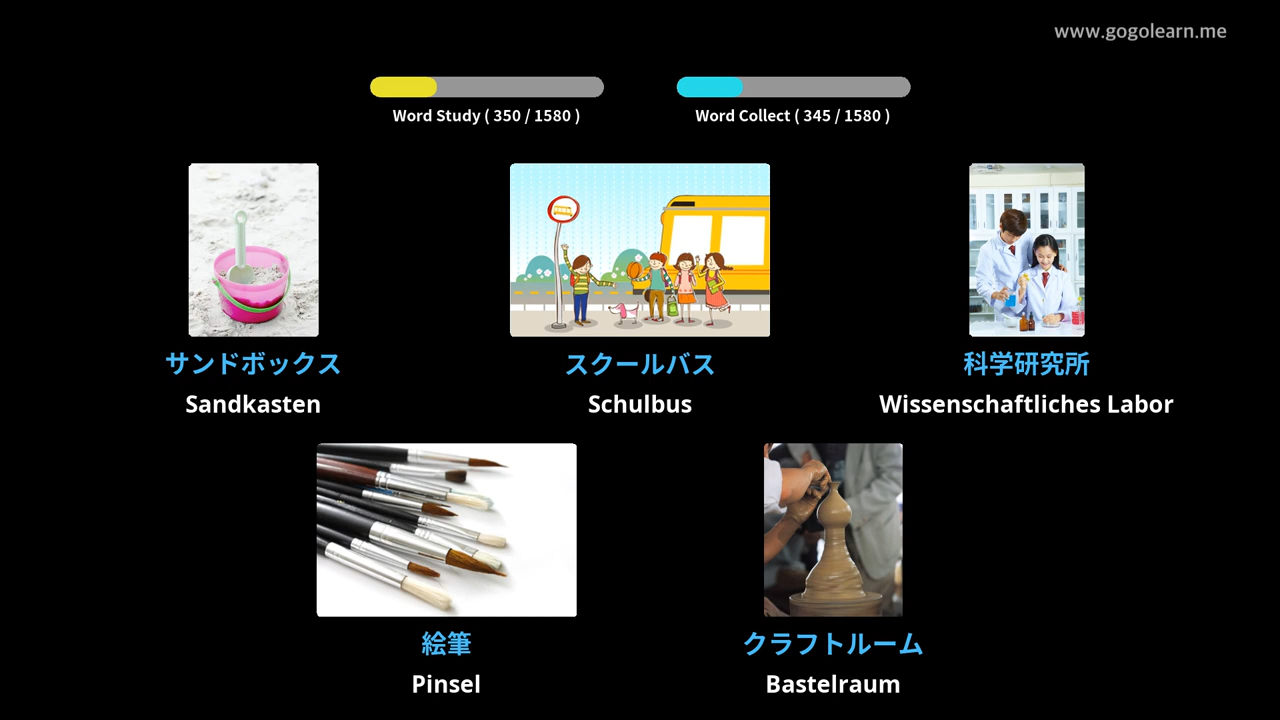 www.gogolearn.me
Word Study ( 350 / 1580 )
Word Collect ( 345 / 1580 )
サンドボックス
スクールバス
科学研究所
Sandkasten
Schulbus
Wissenschaftliches Labor
絵筆
クラフトルーム
Pinsel
Bastelraum